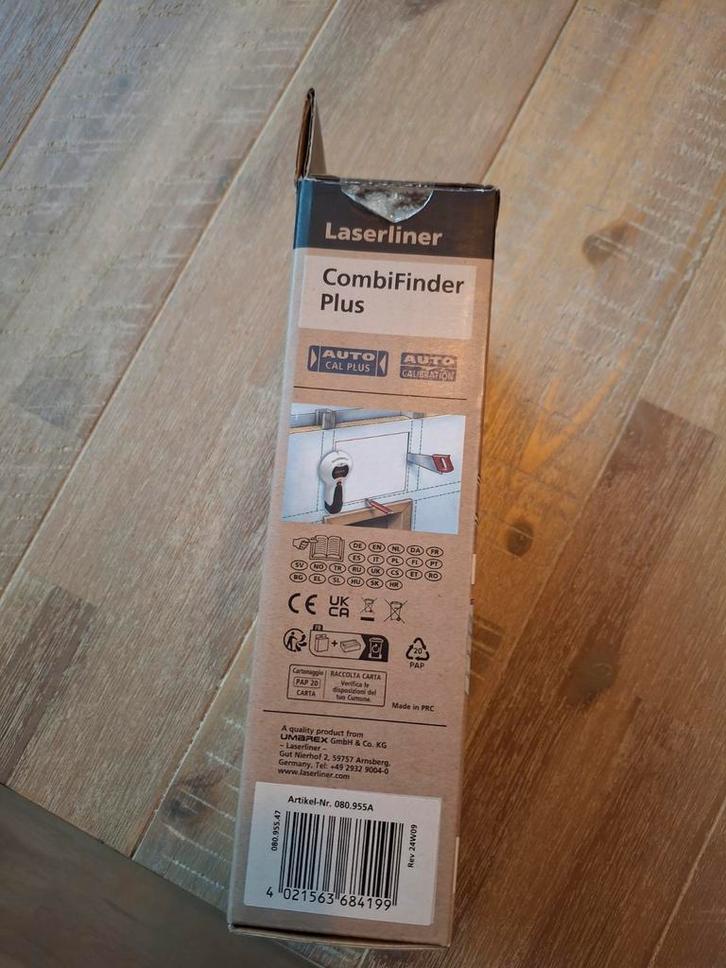 Laserliner
CombiFinder
Plus
AUTO
CAL PLUS
AUTO
CALIBRATION
DE EN NL DA FR
ES IT PL FI PT
SV NO TR RU UK CS ET RO
BG EL SL HU SK HR
CE UK
CA
FR
+
20
PAP
Cartonaggio
PAP 20
CARTA
RACCOLTA CARTA
Verifica le
disposizioni del
tuo Comune.
Made in PRC
A quality product from
UMAREX GmbH & Co. KG
– Laserliner –
Gut Nierhof 2, 59757 Arnsberg,
Germany, Tel: +49 2932 9004-0
www.laserliner.com
Artikel-Nr. 080.955A
080.955.47
Rev 24W09
4 021563 684199